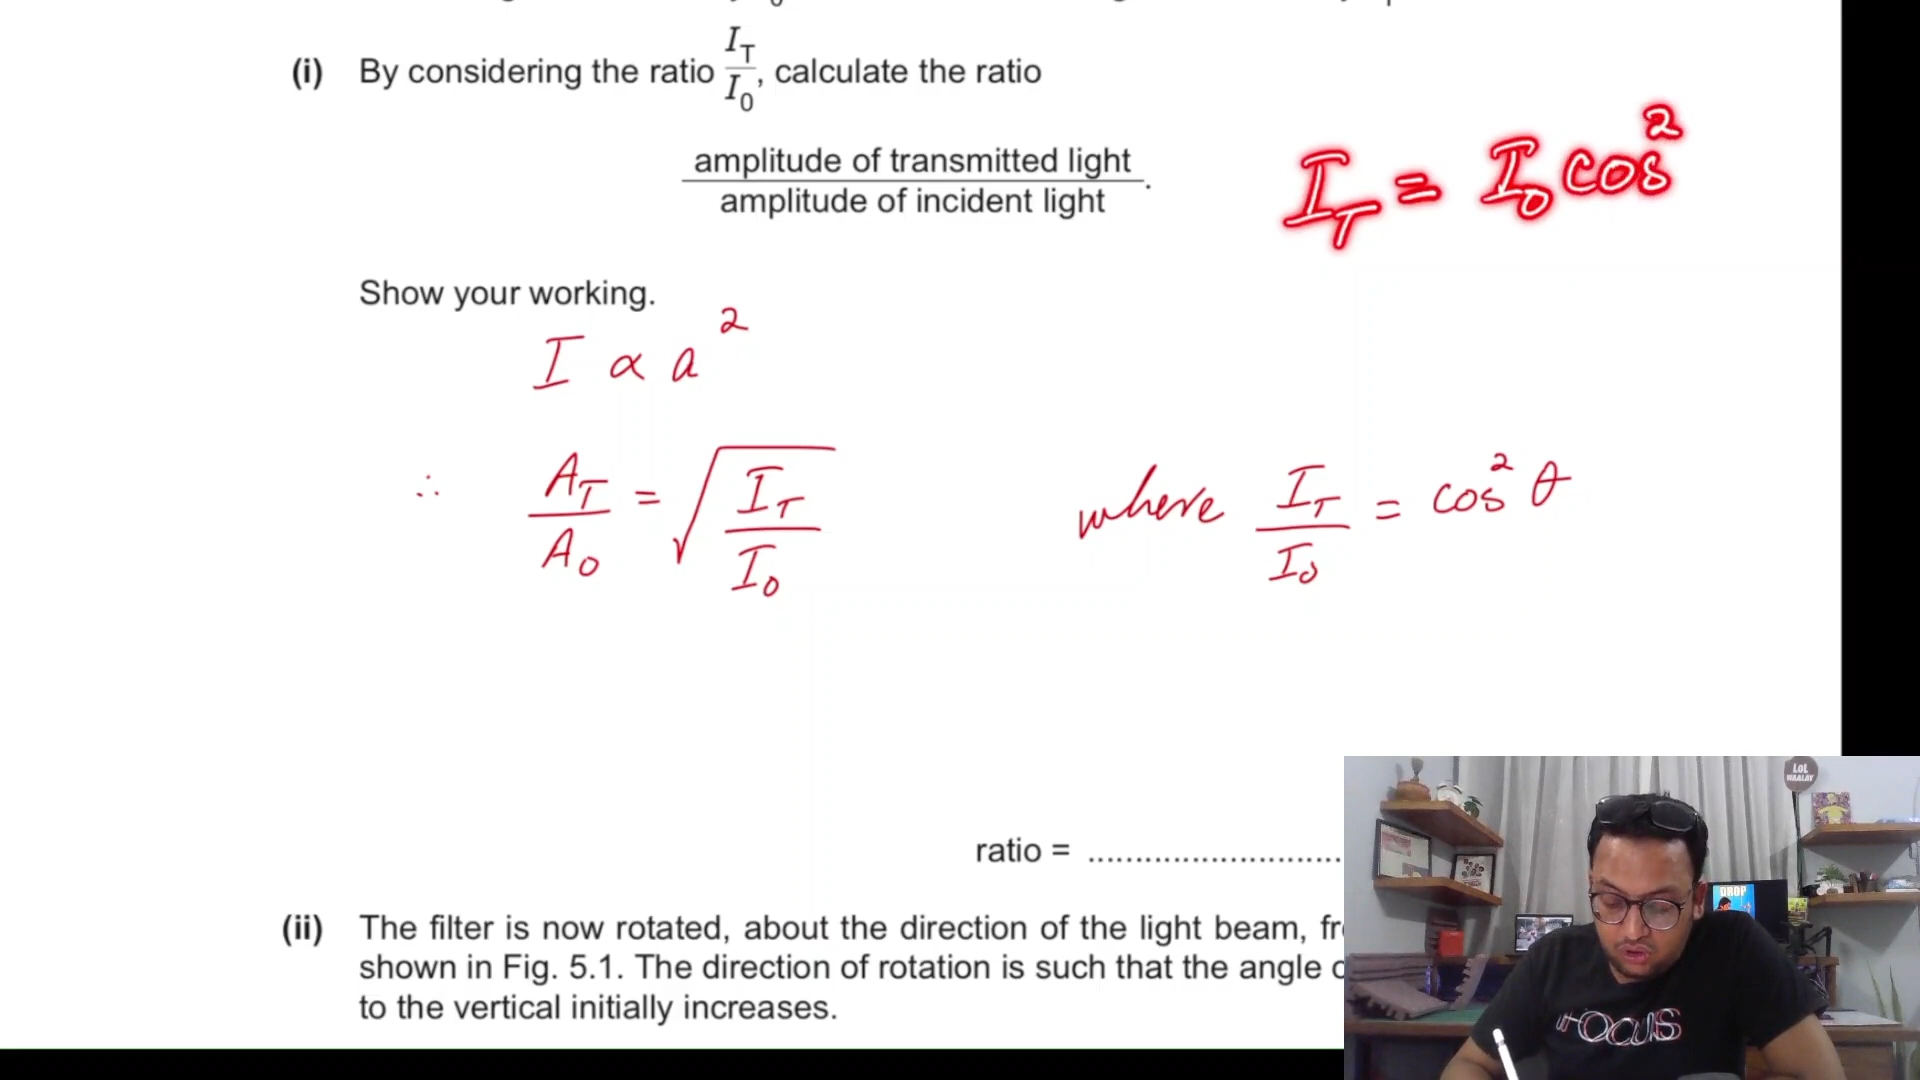 (i) By considering the ratio I_T/I_0, calculate the ratio
amplitude of transmitted light
amplitude of incident light.
I_T = I_0 cos²
Show your working.
I ∝ a²
∴ A_T/A_0 = √(I_T/I_0) where I_T/I_0 = cos² θ
ratio = ...........................
(ii) The filter is now rotated, about the direction of the light beam,
shown in Fig. 5.1. The direction of rotation is such that the angle
to the vertical initially increases.
LOL
WAALAY
DROP
FOCUS